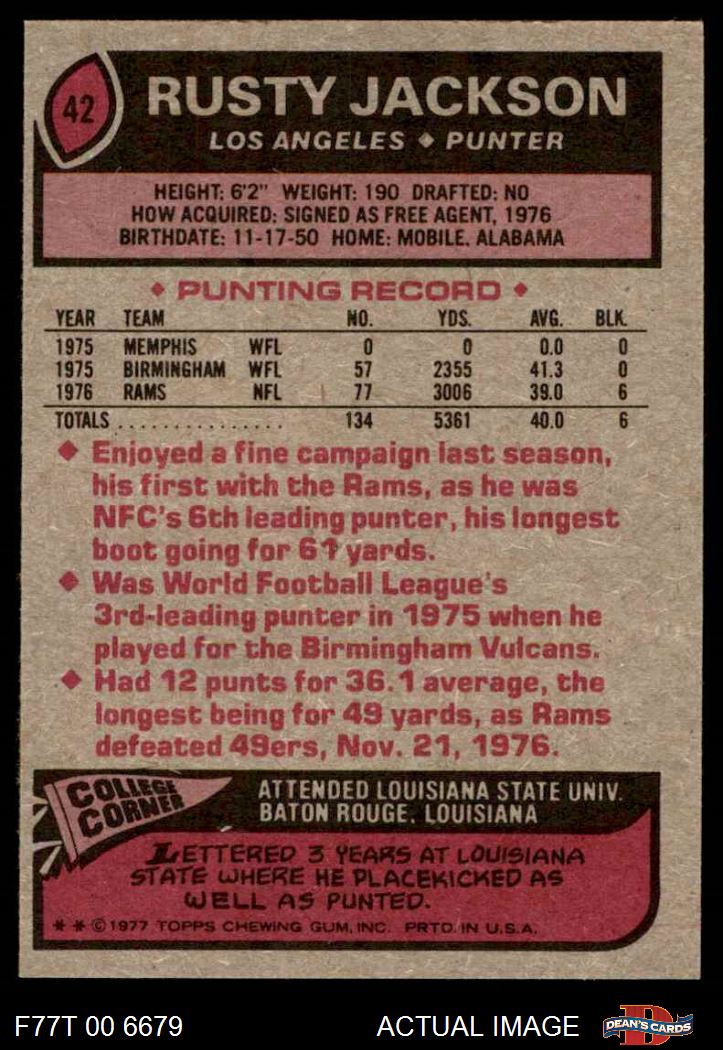 42
RUSTY JACKSON
LOS ANGELES ◆ PUNTER
HEIGHT: 6'2" WEIGHT: 190 DRAFTED: NO
HOW ACQUIRED: SIGNED AS FREE AGENT, 1976
BIRTHDATE: 11-17-50 HOME: MOBILE, ALABAMA
◆ PUNTING RECORD ◆
YEAR TEAM NO. YDS. AVG. BLK.
1975 MEMPHIS WFL 0 0 0.0 0
1975 BIRMINGHAM WFL 57 2355 41.3 0
1976 RAMS NFL 77 3006 39.0 6
TOTALS . . . . . . . . . . . . . . . 134 5361 40.0 6
◆ Enjoyed a fine campaign last season,
his first with the Rams, as he was
NFC's 6th leading punter, his longest
boot going for 61 yards.
◆ Was World Football League's
3rd-leading punter in 1975 when he
played for the Birmingham Vulcans.
◆ Had 12 punts for 36.1 average, the
longest being for 49 yards, as Rams
defeated 49ers, Nov. 21, 1976.
COLLEGE
CORNER
ATTENDED LOUISIANA STATE UNIV.
BATON ROUGE, LOUISIANA
LETTERED 3 YEARS AT LOUISIANA
STATE WHERE HE PLACEKICKED AS
WELL AS PUNTED.
* * © 1977 TOPPS CHEWING GUM, INC. PRTD. IN U.S.A.
F77T 00 6679 ACTUAL IMAGE
D
DEAN'S CARDS